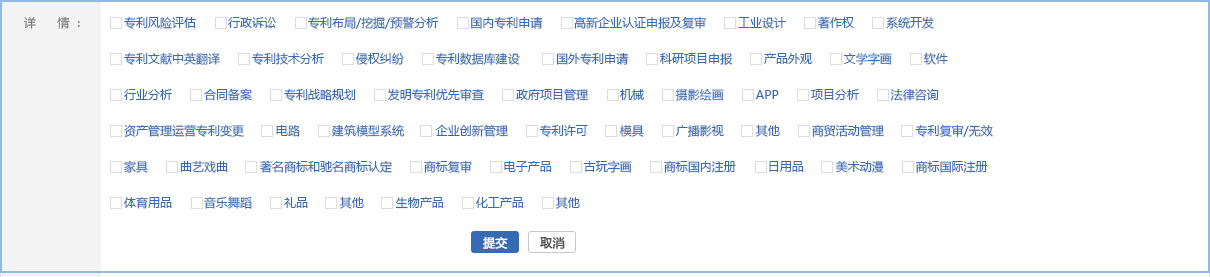 详 情： 专利风险评估 行政诉讼 专利布局/挖掘/预警分析 国内专利申请 高新企业认证申报及复审 工业设计 著作权 系统开发
专利文献中英翻译 专利技术分析 侵权纠纷 专利数据库建设 国外专利申请 科研项目申报 产品外观 文学字画 软件
行业分析 合同备案 专利战略规划 发明专利优先审查 政府项目管理 机械 摄影绘画 APP 项目分析 法律咨询
资产管理运营专利变更 电路 建筑模型系统 企业创新管理 专利许可 模具 广播影视 其他 商贸活动管理 专利复审/无效
家具 曲艺戏曲 著名商标和驰名商标认定 商标复审 电子产品 古玩字画 商标国内注册 日用品 美术动漫 商标国际注册
体育用品 音乐舞蹈 礼品 其他 生物产品 化工产品 其他
提交 取消